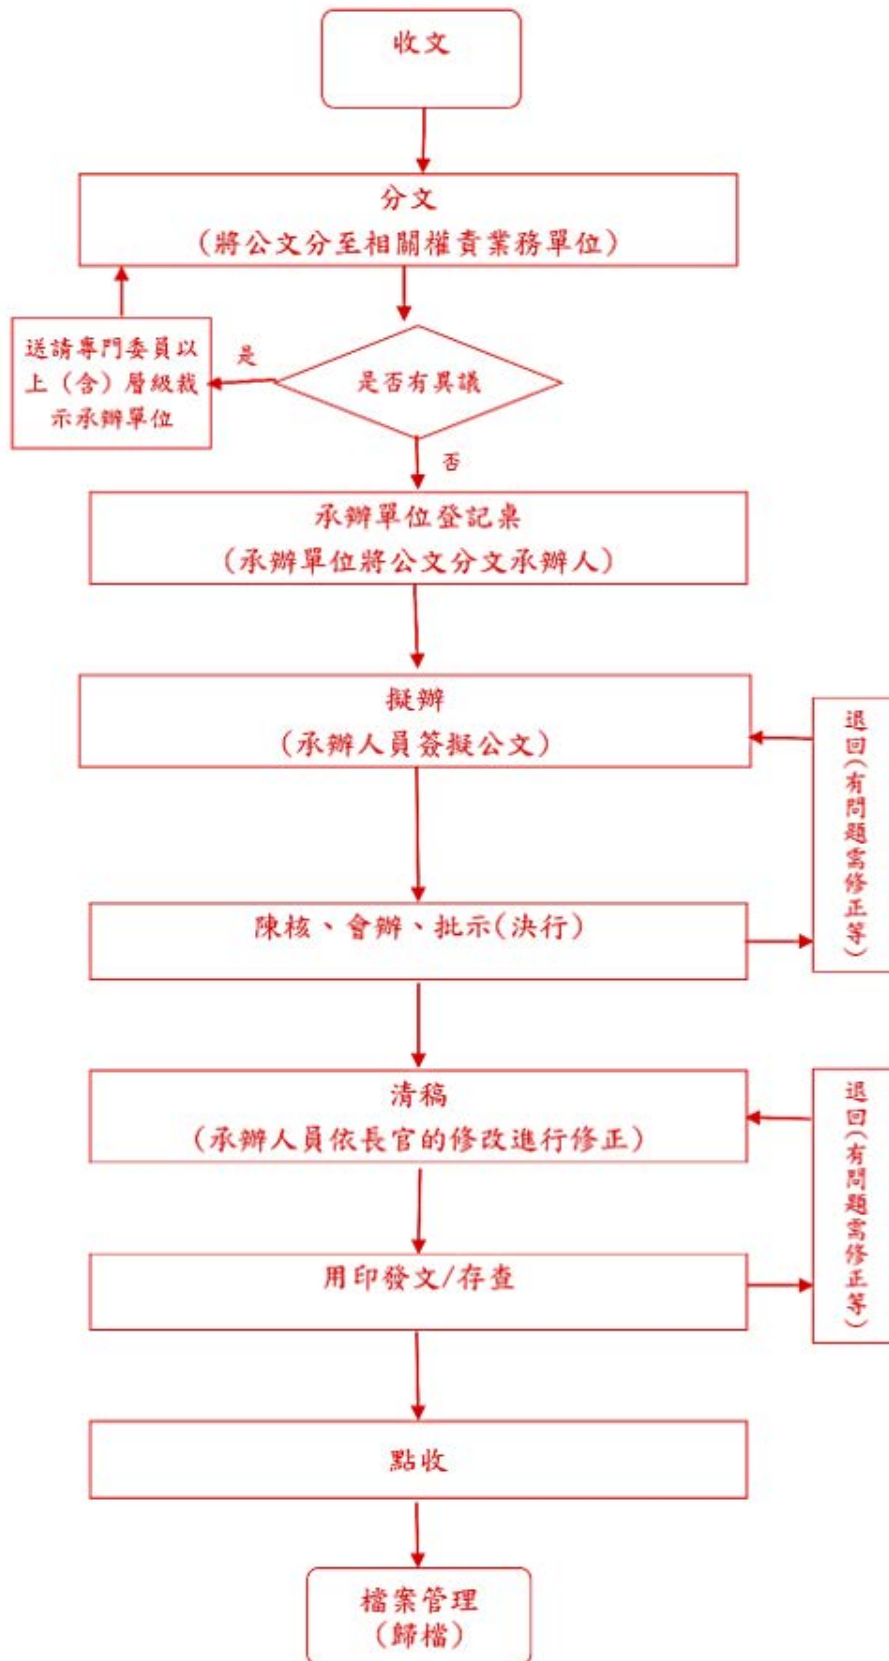 收文
分文
(將公文分至相關權責業務單位)
送請專門委員以
上（含）層級裁
示承辦單位
是
是否有異議
否
承辦單位登記桌
(承辦單位將公文分文承辦人)
擬辦
(承辦人員簽擬公文)
退回(有問題需修正等)
陳核、會辦、批示(決行)
清稿
(承辦人員依長官的修改進行修正)
退回(有問題需修正等)
用印發文/存查
點收
檔案管理
(歸檔)